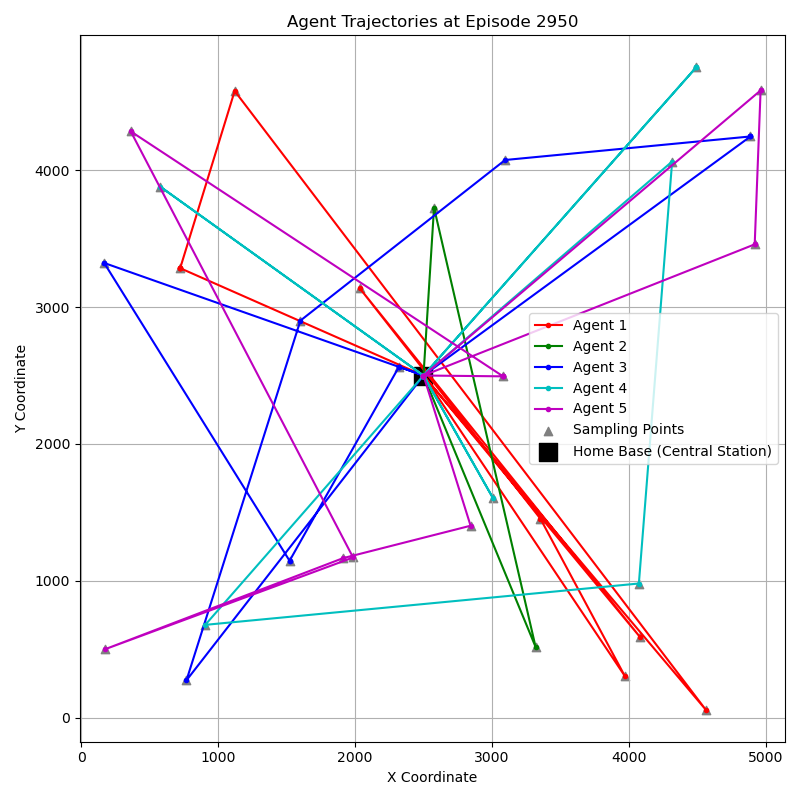 Agent Trajectories at Episode 2950
Y Coordinate
4000
3000
2000
1000
0
Agent 1
Agent 2
Agent 3
Agent 4
Agent 5
Sampling Points
Home Base (Central Station)
0
1000
2000
3000
4000
5000
X Coordinate